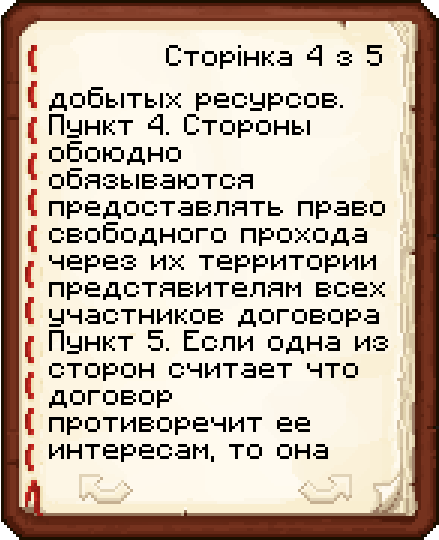 Сторінка 4 з 5
добытых ресурсов.
Пункт 4. Стороны
обоюдно
обязываются
предоставлять право
свободного прохода
через их территории
предстявителям всех
участников договора
Пункт 5. Если одна из
сторон считает что
договор
противоречит ее
интересам, то она